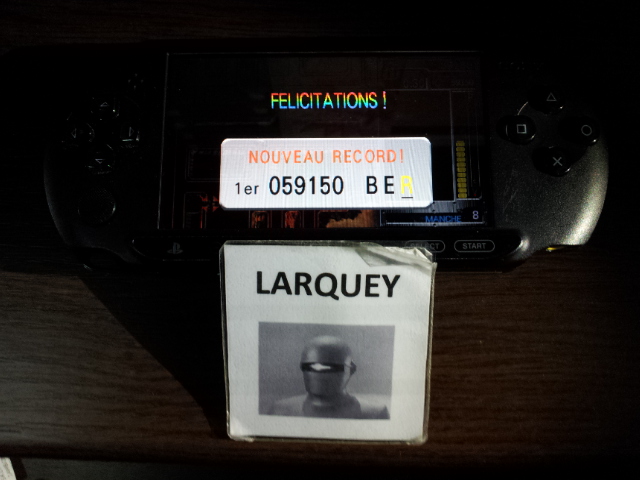 FELICITATIONS !
NOUVEAU RECORD!
1er 059150 BER
MANCHE 8
SELECT START
LARQUEY